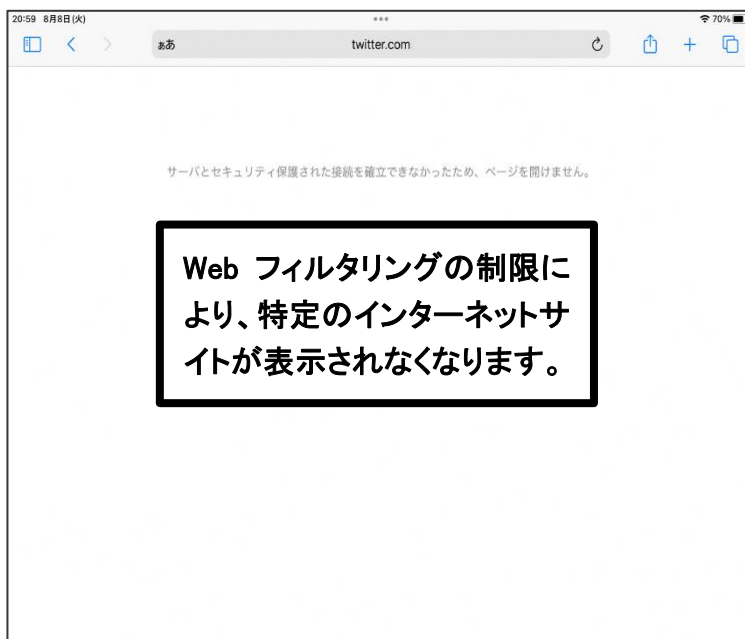 20:59 8月8日(火)
70%
ぁあ
twitter.com
サーバとセキュリティ保護された接続を確立できなかったため、ページを開けません。
Web フィルタリングの制限に
より、特定のインターネットサ
イトが表示されなくなります。